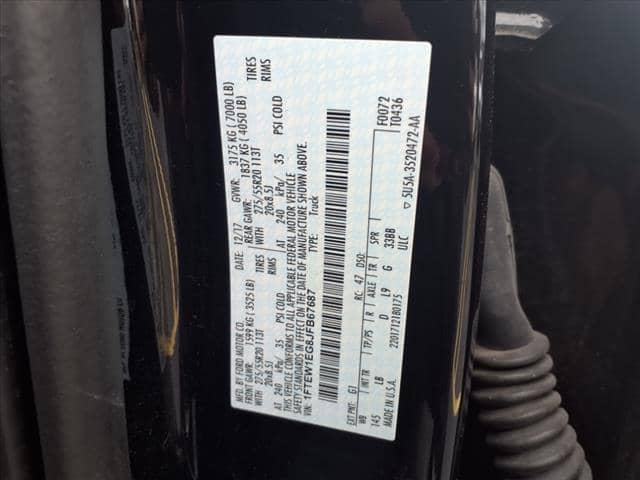 MFD. BY FORD MOTOR CO.
DATE: 12/17 GVWR: 3175 KG ( 7000 LB)
FRONT GAWR: 1599 KG ( 3525 LB) REAR GAWR: 1837 KG ( 4050 LB)
WITH 275/55R20 113T TIRES WITH 275/55R20 113T TIRES
20x8.5J RIMS 20x8.5J RIMS
AT 240 kPa/ 35 PSI COLD AT 240 kPa/ 35 PSI COLD
THIS VEHICLE CONFORMS TO ALL APPLICABLE FEDERAL MOTOR VEHICLE
SAFETY STANDARDS IN EFFECT ON THE DATE OF MANUFACTURE SHOWN ABOVE.
VIN: 1FTEW1EG8JFB67687 TYPE: Truck
F0072
T0436
EXT PNT: G1 RC: 47 DSO:
WB INT TR TP/PS R AXLE TR SPR
145 LB D L9 G 33BB
MADE IN U.S.A. 2201712180175 ULC
▽ 5U5A-3520472-AA